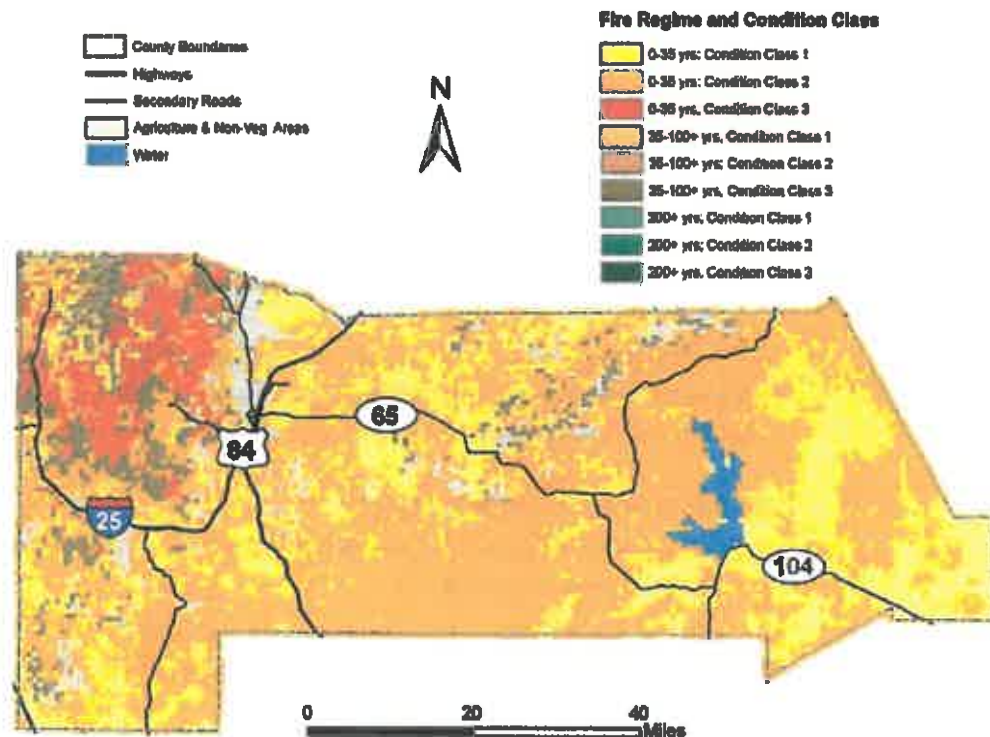 Fire Regime and Condition Class
County Boundaries
Highways
Secondary Roads
Agriculture & Non-Veg Areas
Water
N
0-35 yrs; Condition Class 1
0-35 yrs; Condition Class 2
0-35 yrs, Condition Class 3
35-100+ yrs, Condition Class 1
35-100+ yrs; Condition Class 2
35-100+ yrs, Condition Class 3
200+ yrs; Condition Class 1
200+ yrs; Condition Class 2
200+ yrs, Condition Class 3
65
84
25
104
0 20 40
Miles